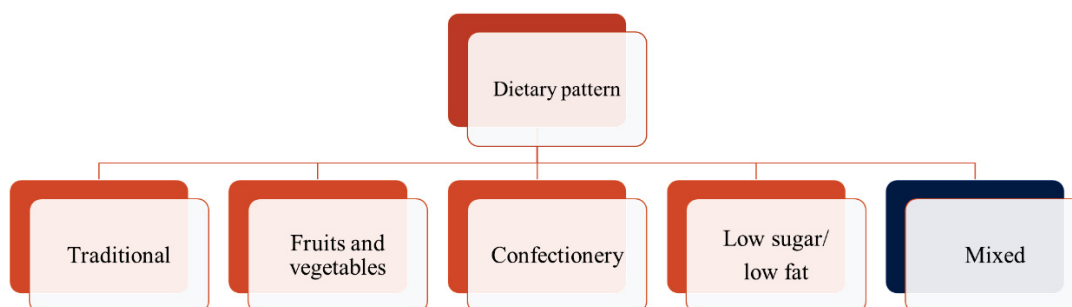 Dietary pattern
Traditional
Fruits and
vegetables
Confectionery
Low sugar/
low fat
Mixed